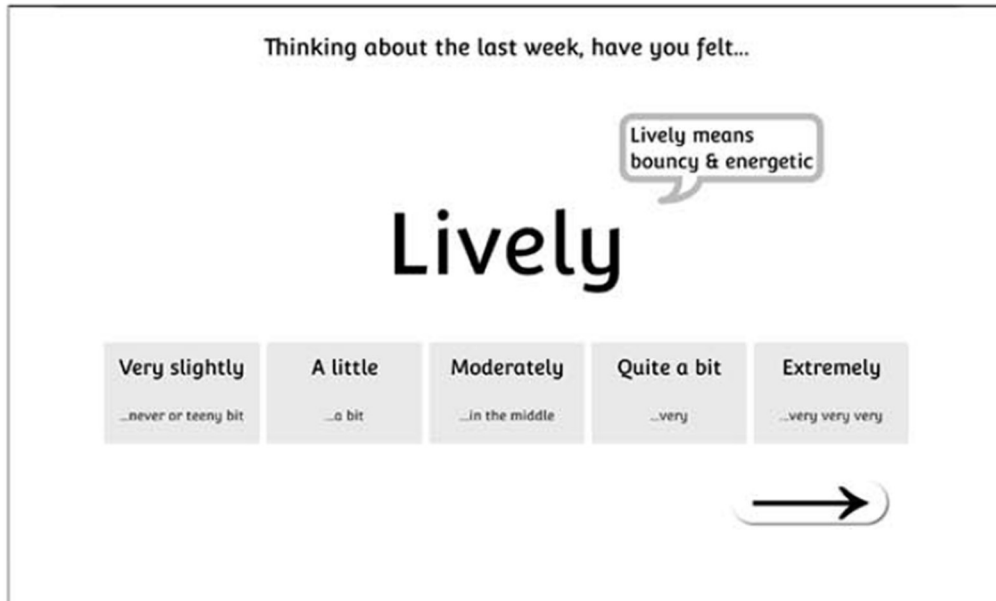 Thinking about the last week, have you felt...
Lively means
bouncy & energetic
Lively
Very slightly
...never or teeny bit
A little
...a bit
Moderately
...in the middle
Quite a bit
...very
Extremely
...very very very